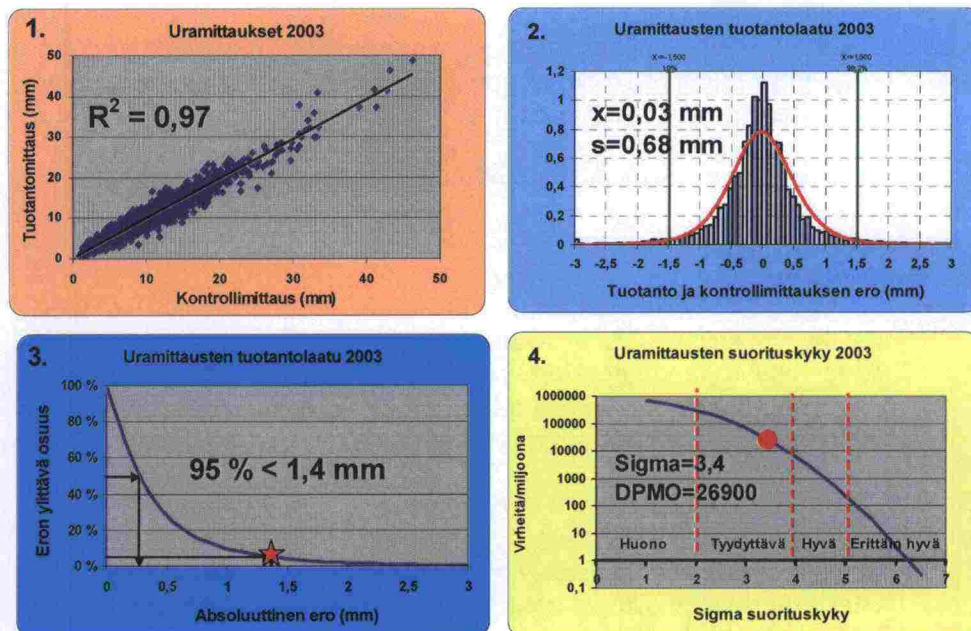 1.
Uramittaukset 2003
Tuotantomittaus (mm)
50
40
30
20
10
0
R² = 0,97
0 10 20 30 40 50
Kontrollimittaus (mm)
2.
Uramittausten tuotantolaatu 2003
1,2
1
0,8
0,6
0,4
0,2
0
x=0,03 mm
s=0,68 mm
-3 -2,5 -2 -1,5 -1 -0,5 0 0,5 1 1,5 2 2,5 3
Tuotanto ja kontrollimittauksen ero (mm)
3.
Uramittausten tuotantolaatu 2003
Eron ylittävä osuus
100 %
80 %
60 %
40 %
20 %
0 %
95 % < 1,4 mm
0 0,5 1 1,5 2 2,5 3
Absoluuttinen ero (mm)
4.
Uramittausten suorituskyky 2003
Virheitä/miljoona
1000000
100000
10000
1000
100
10
1
0,1
Sigma=3,4
DPMO=26900
Huono Tyydyttävä Hyvä Erittäin hyvä
0 1 2 3 4 5 6 7
Sigma suorituskyky